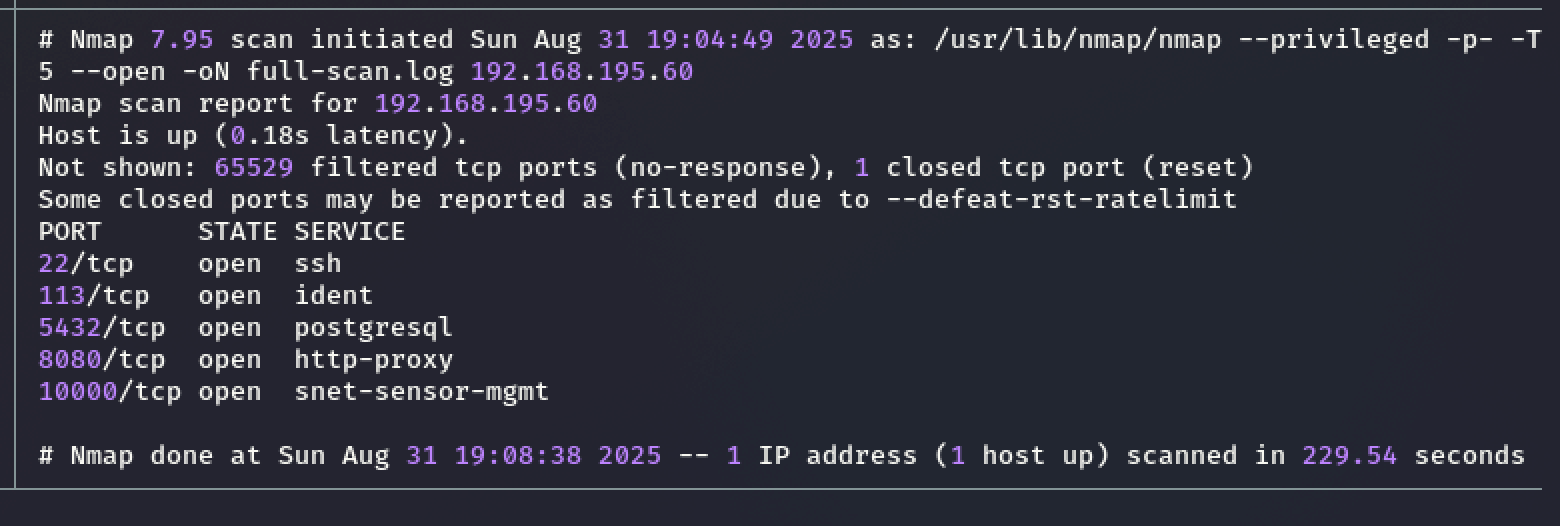 # Nmap 7.95 scan initiated Sun Aug 31 19:04:49 2025 as: /usr/lib/nmap/nmap --privileged -p- -T
5 --open -oN full-scan.log 192.168.195.60
Nmap scan report for 192.168.195.60
Host is up (0.18s latency).
Not shown: 65529 filtered tcp ports (no-response), 1 closed tcp port (reset)
Some closed ports may be reported as filtered due to --defeat-rst-ratelimit
PORT      STATE SERVICE
22/tcp    open  ssh
113/tcp   open  ident
5432/tcp  open  postgresql
8080/tcp  open  http-proxy
10000/tcp open  snet-sensor-mgmt
# Nmap done at Sun Aug 31 19:08:38 2025 -- 1 IP address (1 host up) scanned in 229.54 seconds